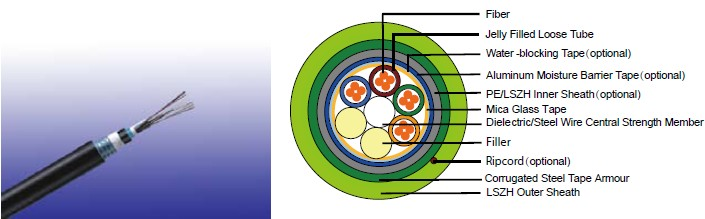 Fiber
Jelly Filled Loose Tube
Water -blocking Tape(optional)
Aluminum Moisture Barrier Tape(optional)
PE/LSZH Inner Sheath(optional)
Mica Glass Tape
Dielectric/Steel Wire Central Strength Member
Filler
Ripcord(optional)
Corrugated Steel Tape Armour
LSZH Outer Sheath